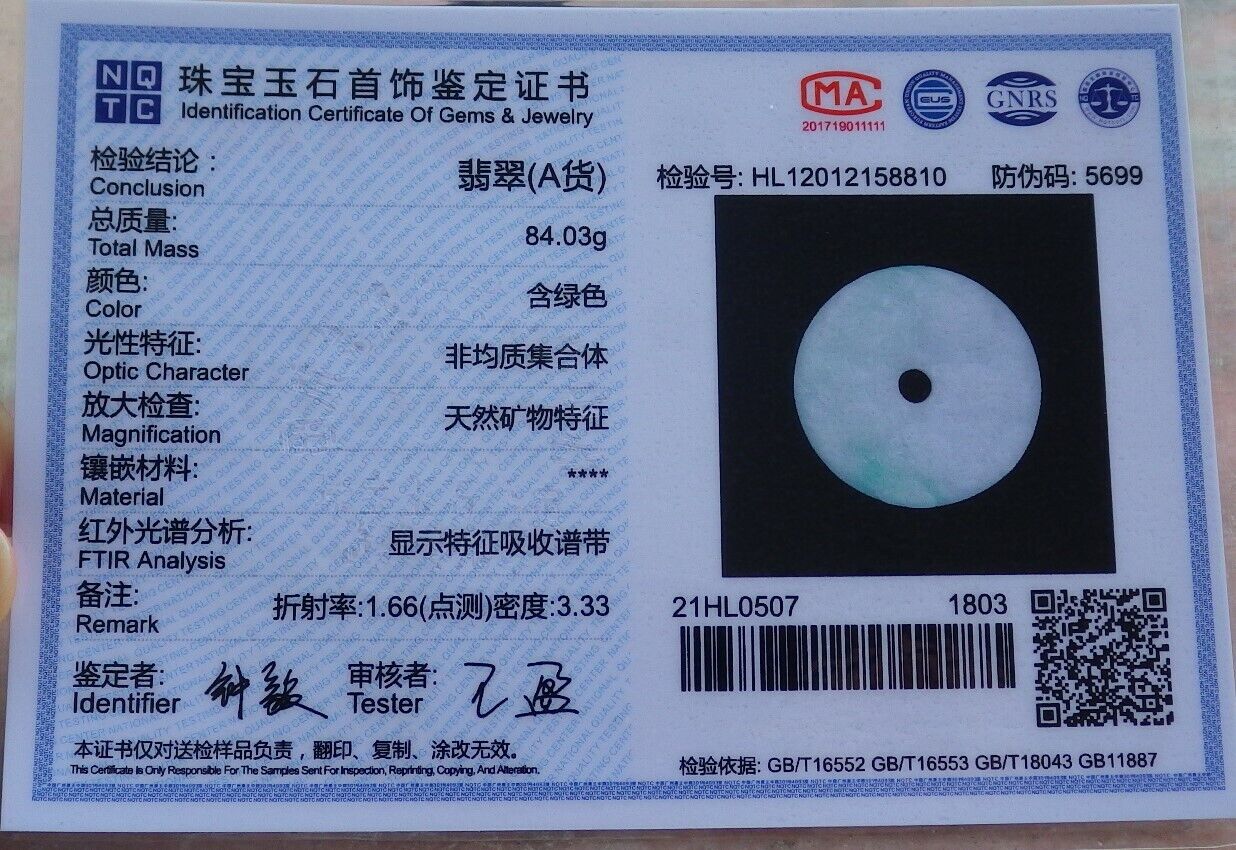 NQ
TC
珠宝玉石首饰鉴定证书
Identification Certificate Of Gems & Jewelry
MA
201719011111
GNRS
检验结论：
Conclusion
翡翠(A货)
总质量:
Total Mass
84.03g
颜色:
Color
含绿色
光性特征:
Optic Character
非均质集合体
放大检查:
Magnification
天然矿物特征
镶嵌材料:
Material
****
红外光谱分析:
FTIR Analysis
显示特征吸收谱带
备注:
Remark
折射率:1.66(点测)密度:3.33
鉴定者:
Identifier
审核者:
Tester
本证书仅对送检样品负责，翻印、复制、涂改无效。
This Certificate Is Only Responsible For The Samples Sent For Inspection, Reprinting, Copying, And Alteration.
检验号: HL12012158810 防伪码: 5699
21HL0507 1803
检验依据: GB/T16552 GB/T16553 GB/T18043 GB11887